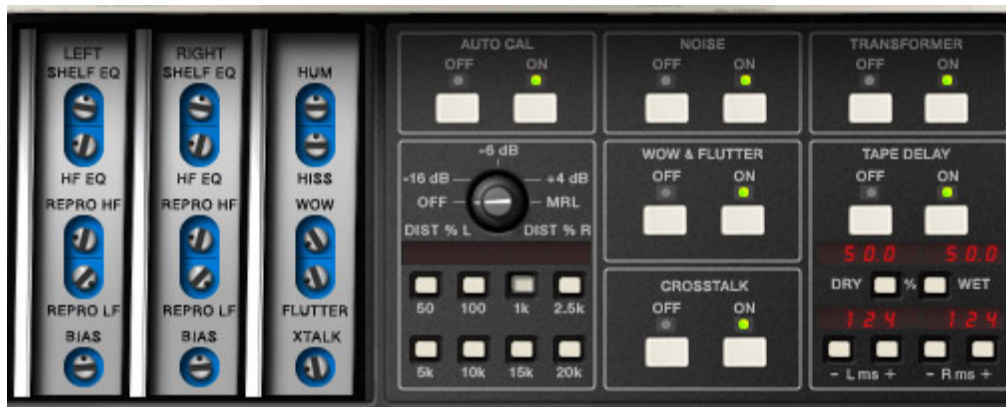 LEFT
SHELF EQ
HF EQ
REPRO HF
REPRO LF
BIAS
RIGHT
SHELF EQ
HF EQ
REPRO HF
REPRO LF
BIAS
HUM
HISS
WOW
FLUTTER
XTALK
AUTO CAL
OFF ON
-6 dB
-16 dB +4 dB
OFF MRL
DIST % L DIST % R
50 100 1k 2.5k
5k 10k 15k 20k
NOISE
OFF ON
WOW & FLUTTER
OFF ON
CROSSTALK
OFF ON
TRANSFORMER
OFF ON
TAPE DELAY
OFF ON
50.0 50.0
DRY % WET
124 124
- L ms + - R ms +